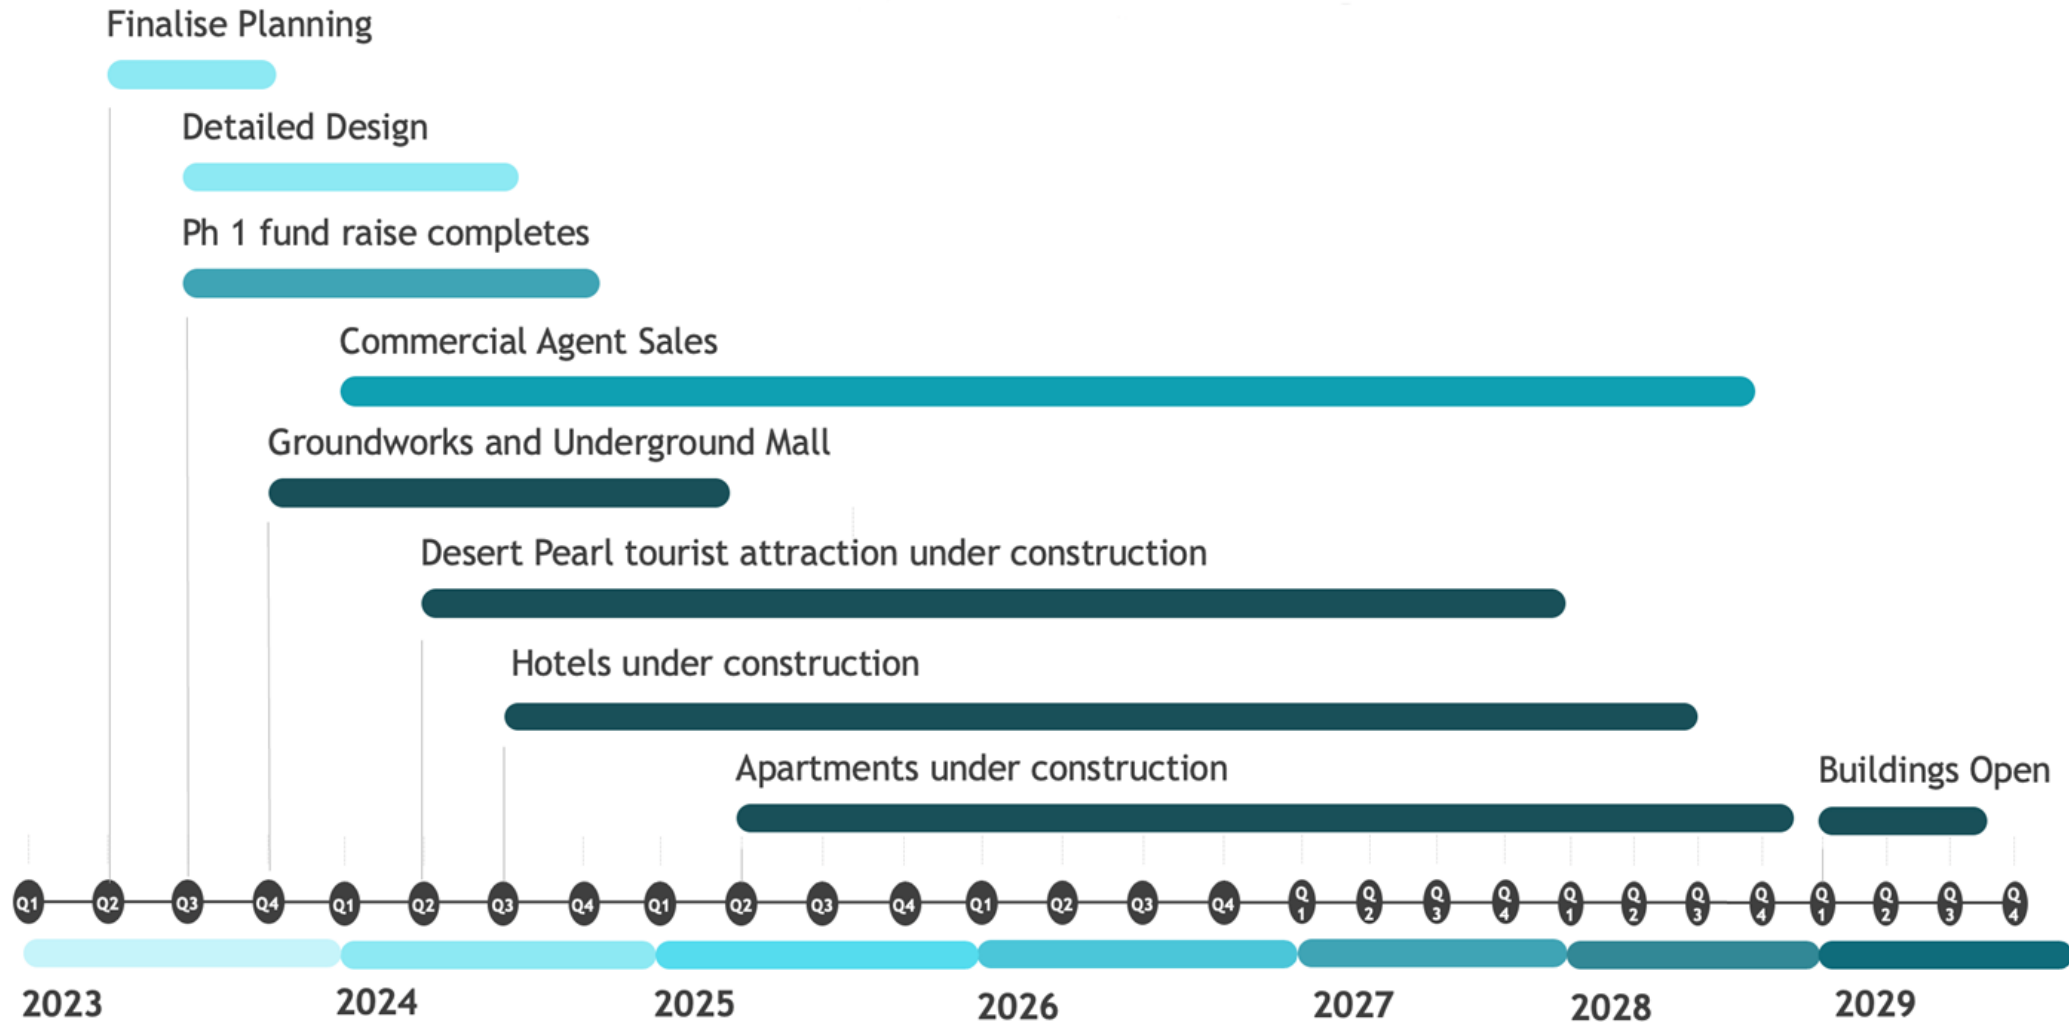 Finalise Planning
Detailed Design
Ph 1 fund raise completes
Commercial Agent Sales
Groundworks and Underground Mall
Desert Pearl tourist attraction under construction
Hotels under construction
Apartments under construction
Buildings Open
Q1 Q2 Q3 Q4 Q1 Q2 Q3 Q4 Q1 Q2 Q3 Q4 Q1 Q2 Q3 Q4 Q1 Q2 Q3 Q4 Q1 Q2 Q3 Q4 Q1 Q2 Q3 Q4
2023 2024 2025 2026 2027 2028 2029